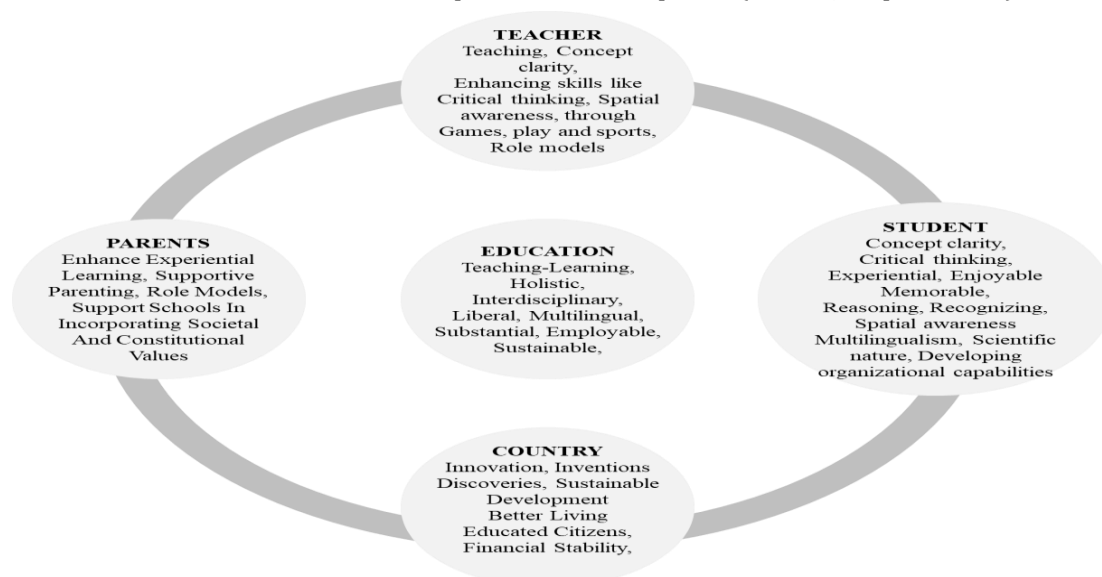 TEACHER
Teaching, Concept
clarity,
Enhancing skills like
Critical thinking, Spatial
awareness, through
Games, play and sports,
Role models
PARENTS
Enhance Experiential
Learning, Supportive
Parenting, Role Models,
Support Schools In
Incorporating Societal
And Constitutional
Values
EDUCATION
Teaching-Learning,
Holistic,
Interdisciplinary,
Liberal, Multilingual,
Substantial, Employable,
Sustainable,
STUDENT
Concept clarity,
Critical thinking,
Experiential, Enjoyable
Memorable,
Reasoning, Recognizing,
Spatial awareness
Multilingualism, Scientific
nature, Developing
organizational capabilities
COUNTRY
Innovation, Inventions
Discoveries, Sustainable
Development
Better Living
Educated Citizens,
Financial Stability,